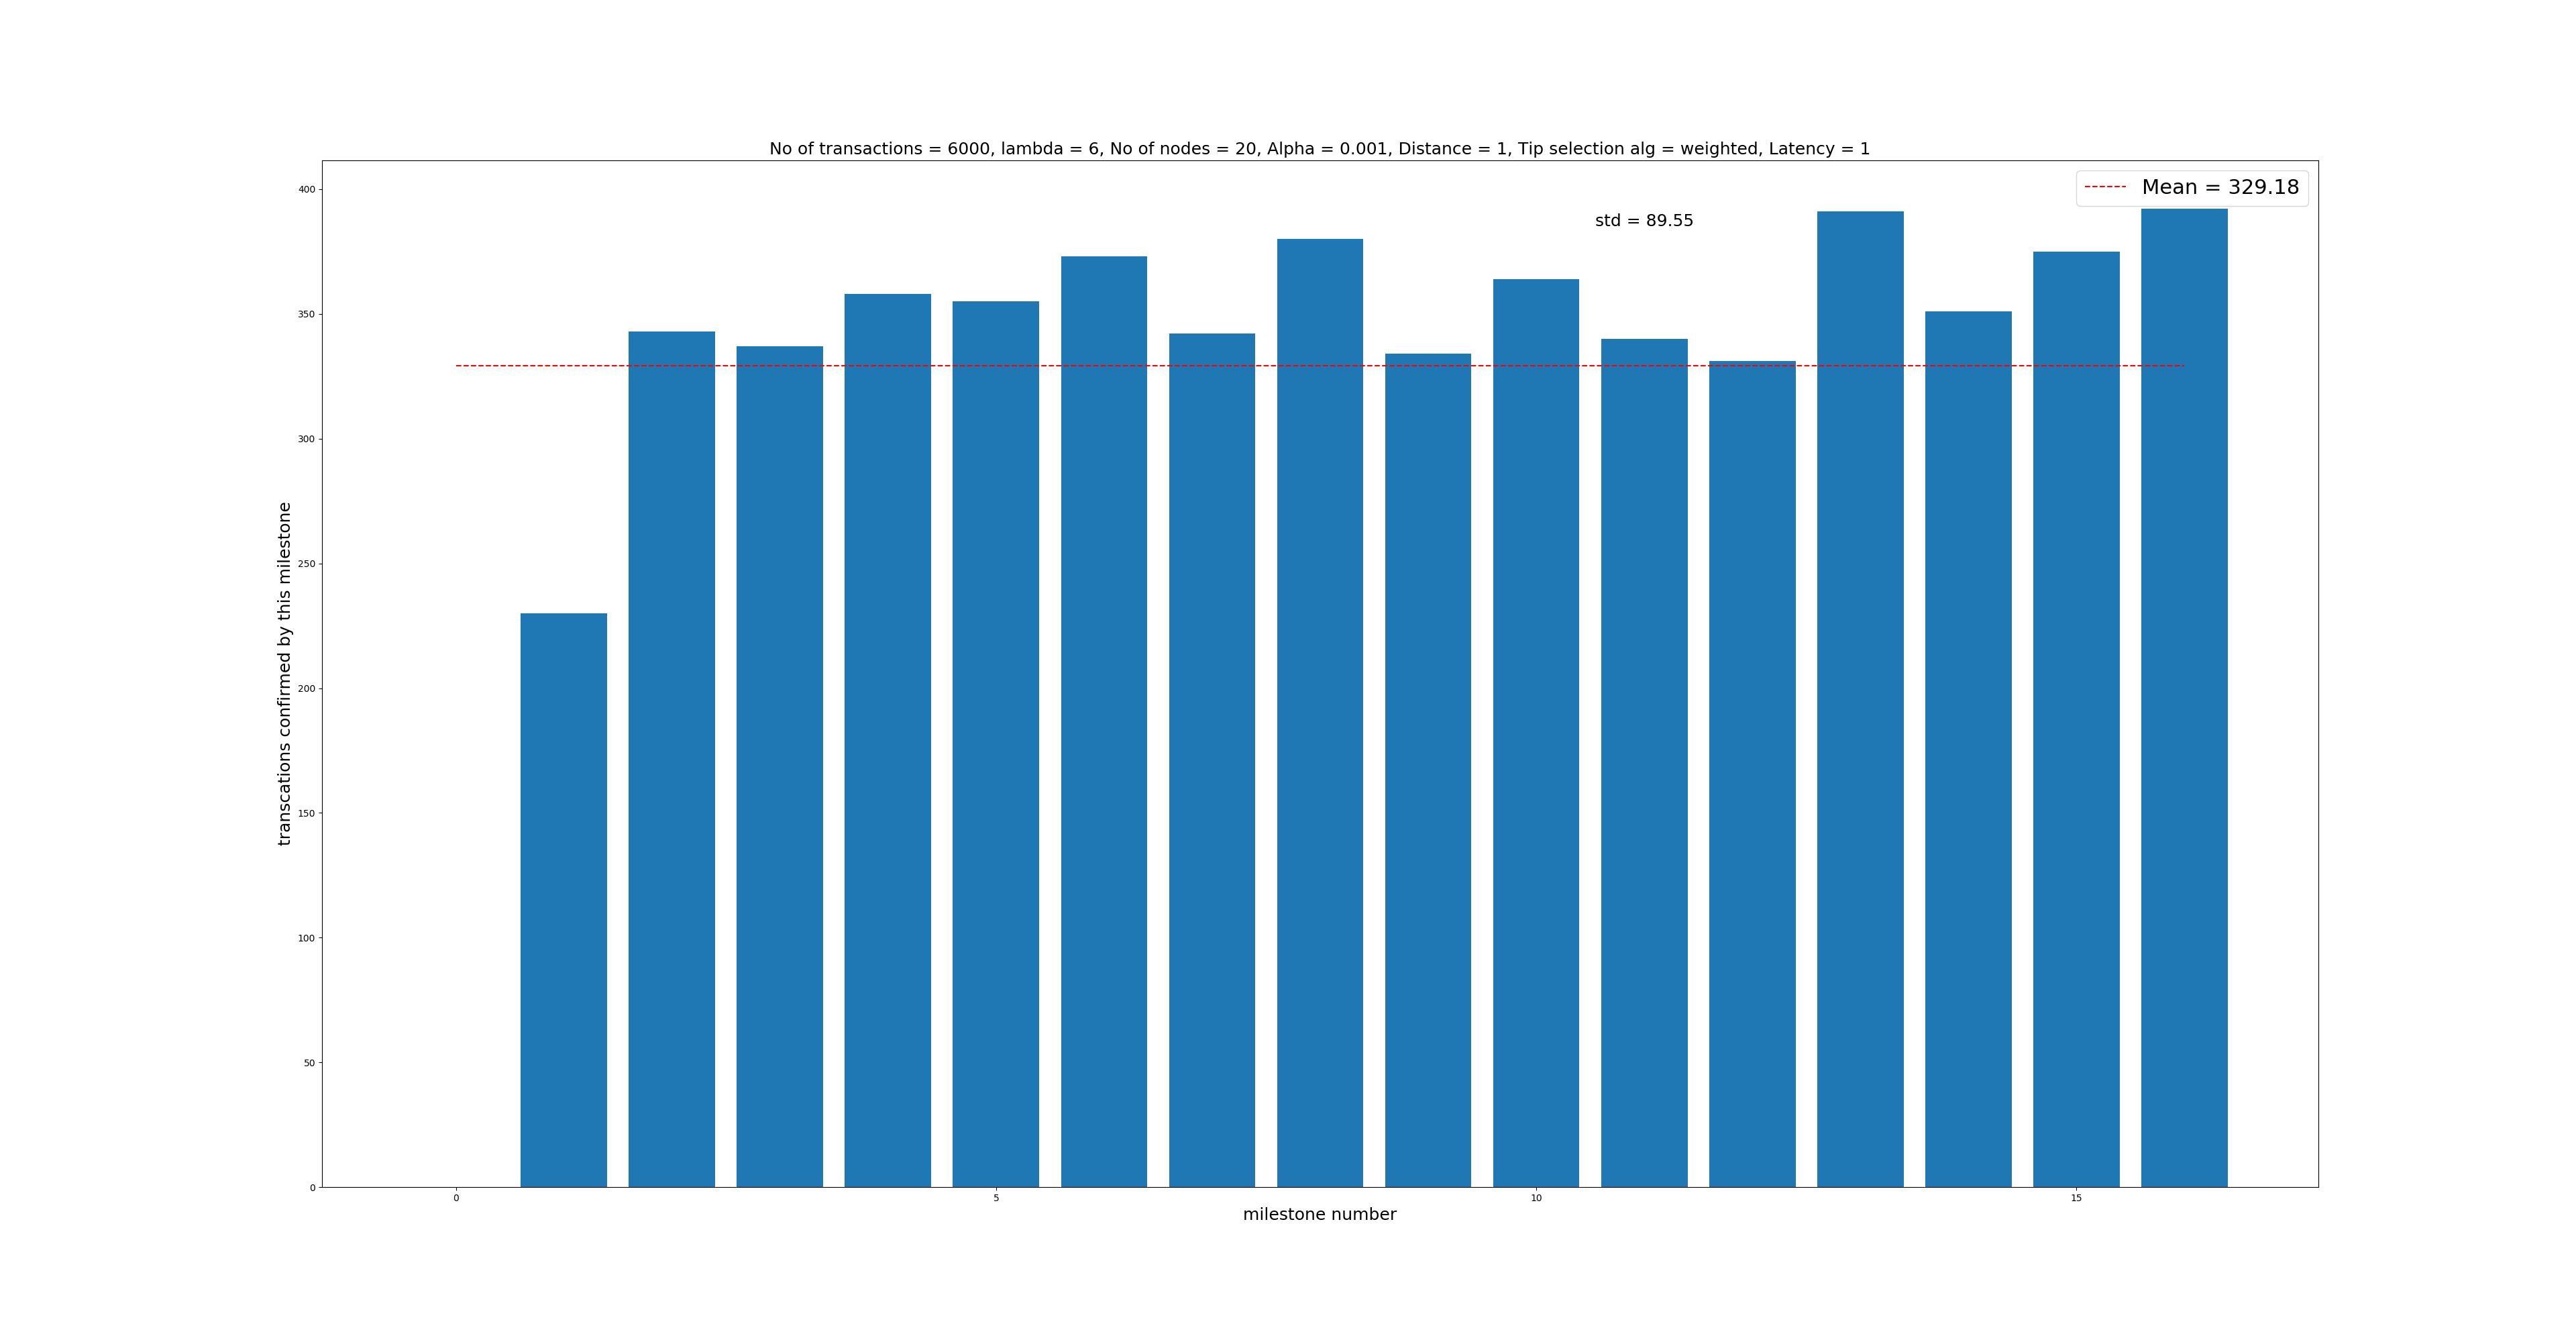 No of transactions = 6000, lambda = 6, No of nodes = 20, Alpha = 0.001, Distance = 1, Tip selection alg = weighted, Latency = 1
Mean = 329.18
std = 89.55
400
350
300
250
200
150
100
50
0
transcations confirmed by this milestone
0 5 10 15
milestone number